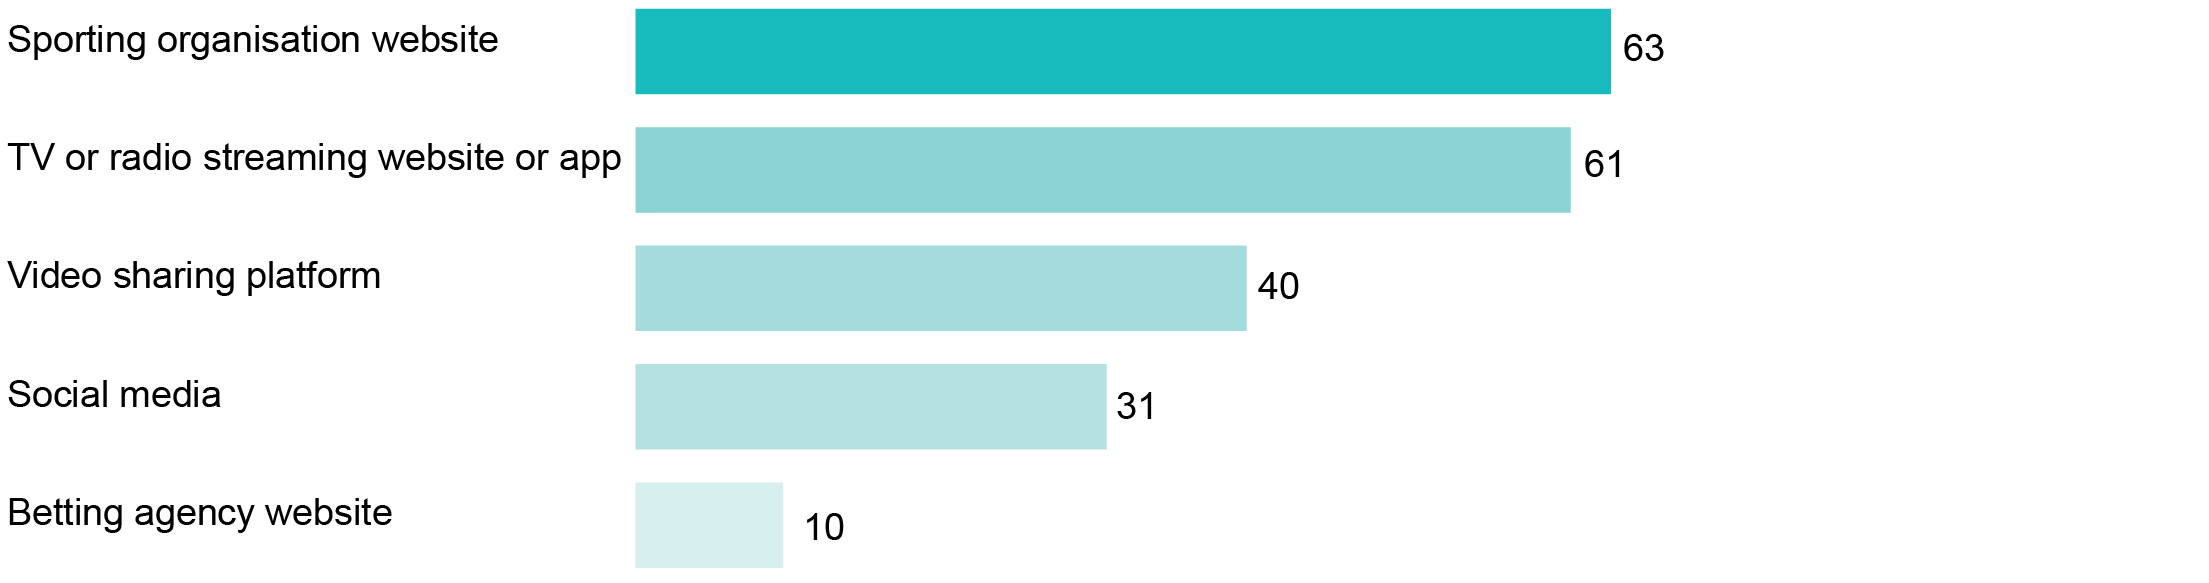 Sporting organisation website 63
TV or radio streaming website or app 61
Video sharing platform 40
Social media 31
Betting agency website 10